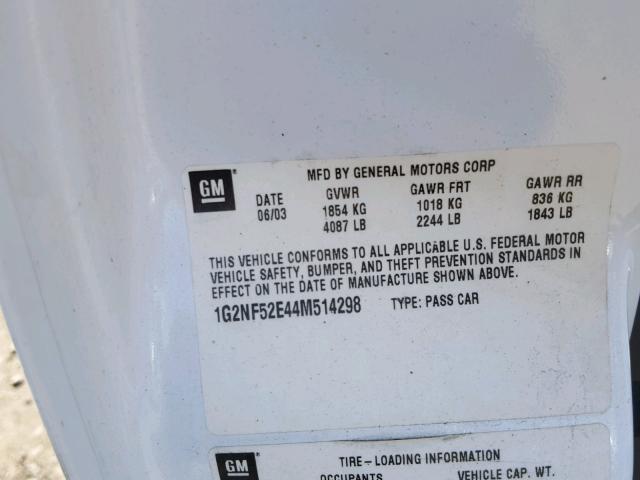 MFD BY GENERAL MOTORS CORP
GM
DATE GVWR GAWR FRT GAWR RR
06/03 1854 KG 1018 KG 836 KG
4087 LB 2244 LB 1843 LB
THIS VEHICLE CONFORMS TO ALL APPLICABLE U.S. FEDERAL MOTOR
VEHICLE SAFETY, BUMPER, AND THEFT PREVENTION STANDARDS IN
EFFECT ON THE DATE OF MANUFACTURE SHOWN ABOVE.
1G2NF52E44M514298 TYPE: PASS CAR
GM
TIRE-LOADING INFORMATION
OCCUPANTS VEHICLE CAP. WT.